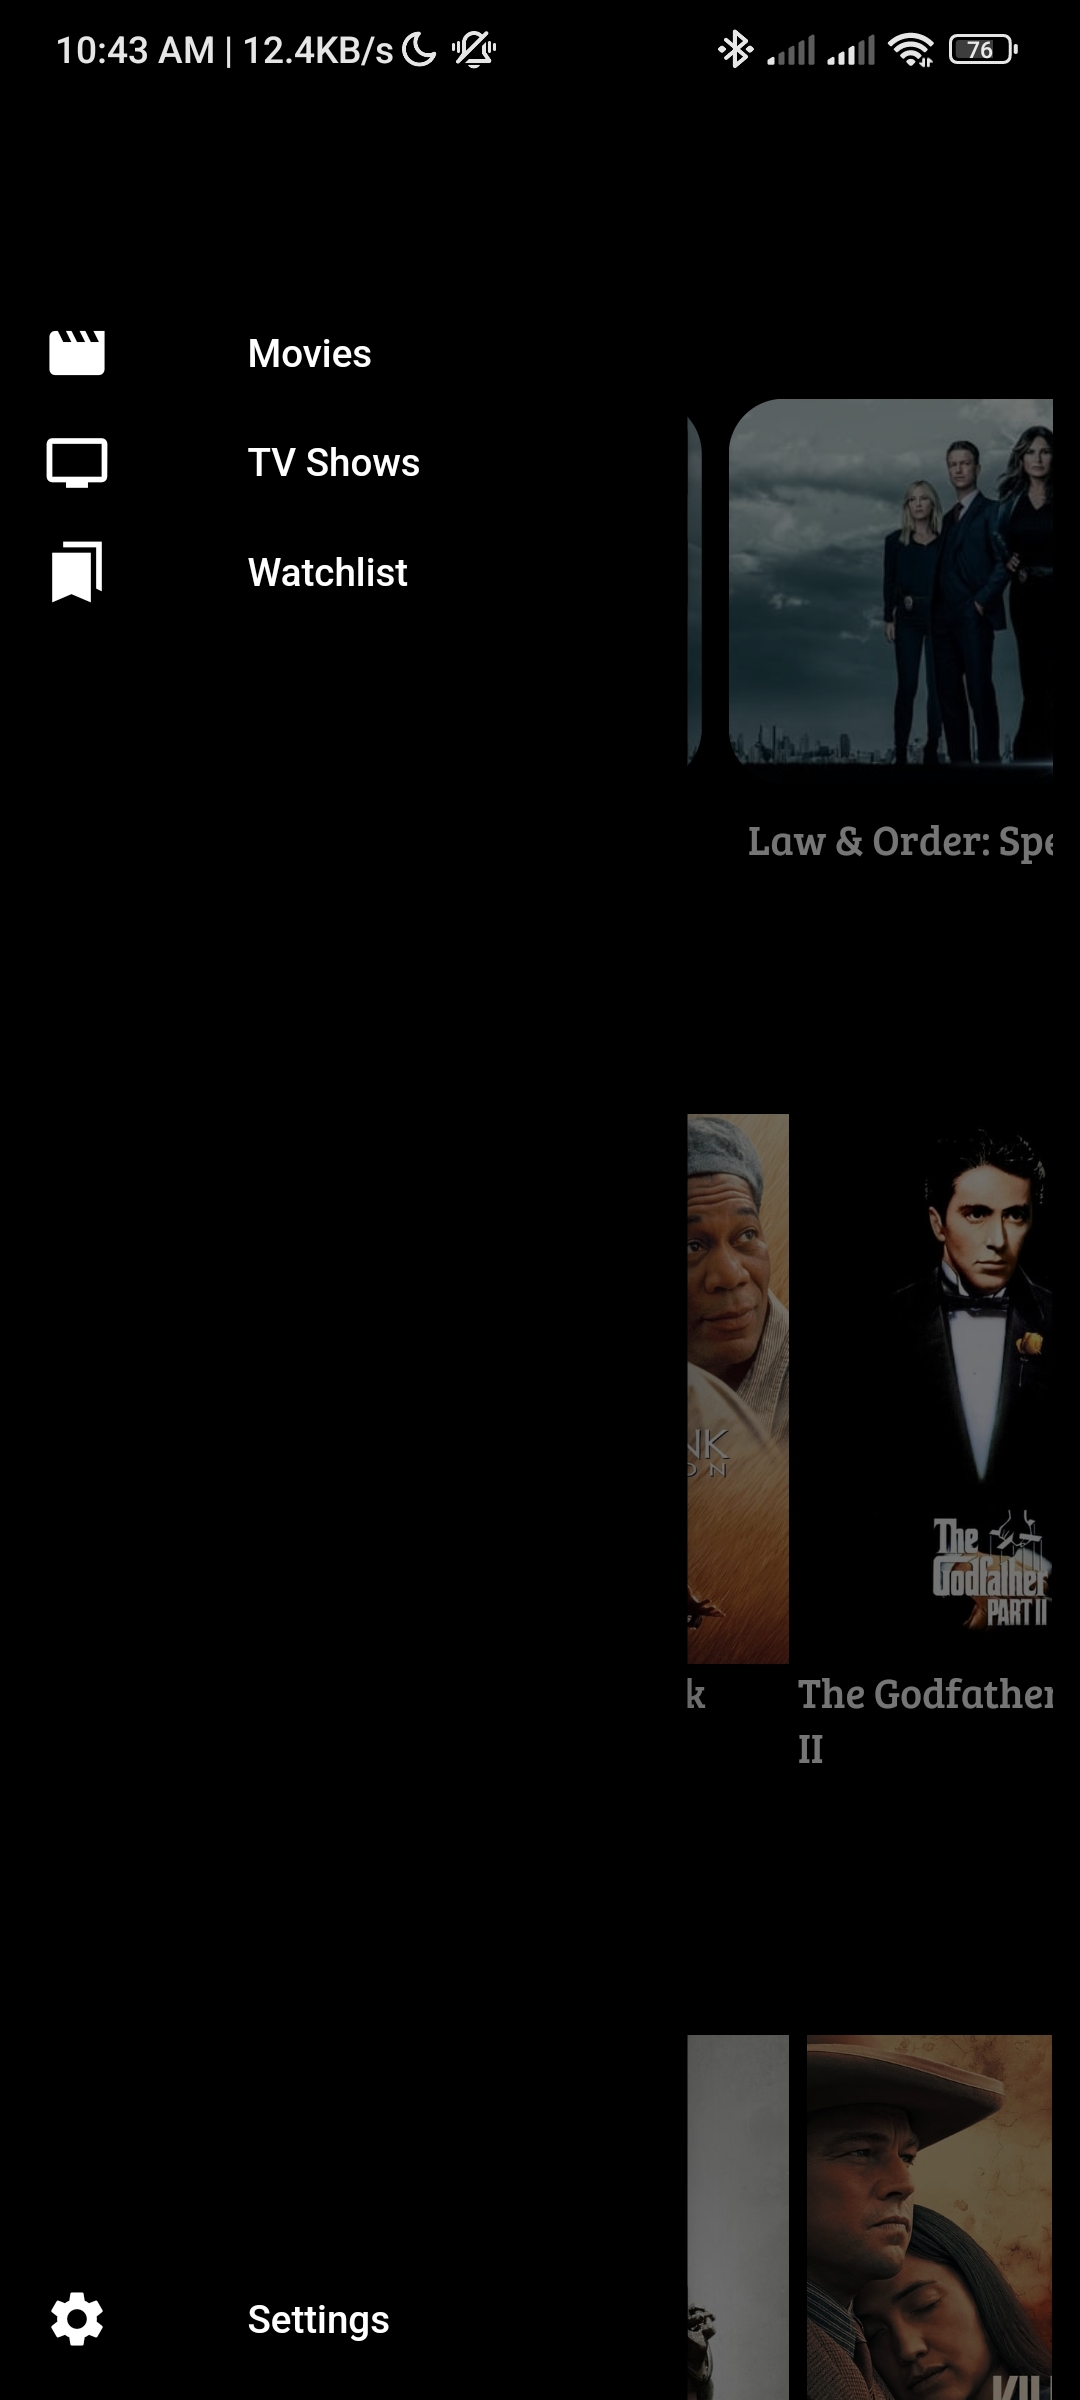 10:43 AM | 12.4KB/s
76
Movies
TV Shows
Watchlist
Law & Order: Spe
NK
ON
The
Godfather
PART II
k
The Godfather
II
Settings
KIL